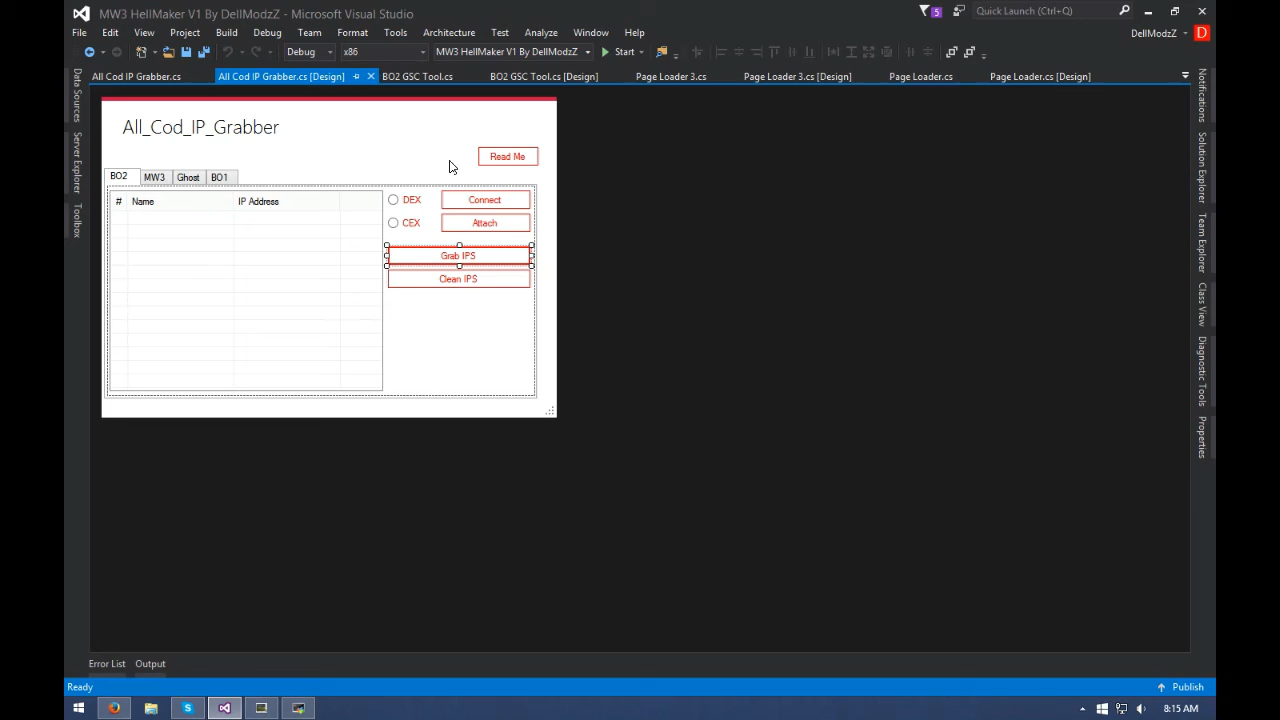 MW3 HellMaker V1 By DellModzZ - Microsoft Visual Studio
5
Quick Launch (Ctrl+Q)
File Edit View Project Build Debug Team Format Tools Architecture Test Analyze Window Help
DellModzZ
D
Debug
x86
MW3 HellMaker V1 By DellModzZ
Start
All Cod IP Grabber.cs
All Cod IP Grabber.cs [Design]
BO2 GSC Tool.cs
BO2 GSC Tool.cs [Design]
Page Loader 3.cs
Page Loader 3.cs [Design]
Page Loader.cs
Page Loader.cs [Design]
Data Sources
Server Explorer
Toolbox
All_Cod_IP_Grabber
Read Me
BO2 MW3 Ghost BO1
# Name IP Address
DEX Connect
CEX Attach
Grab IPS
Clean IPS
Notifications
Solution Explorer
Team Explorer
Class View
Diagnostic Tools
Properties
Error List Output
Ready
Publish
8:15 AM